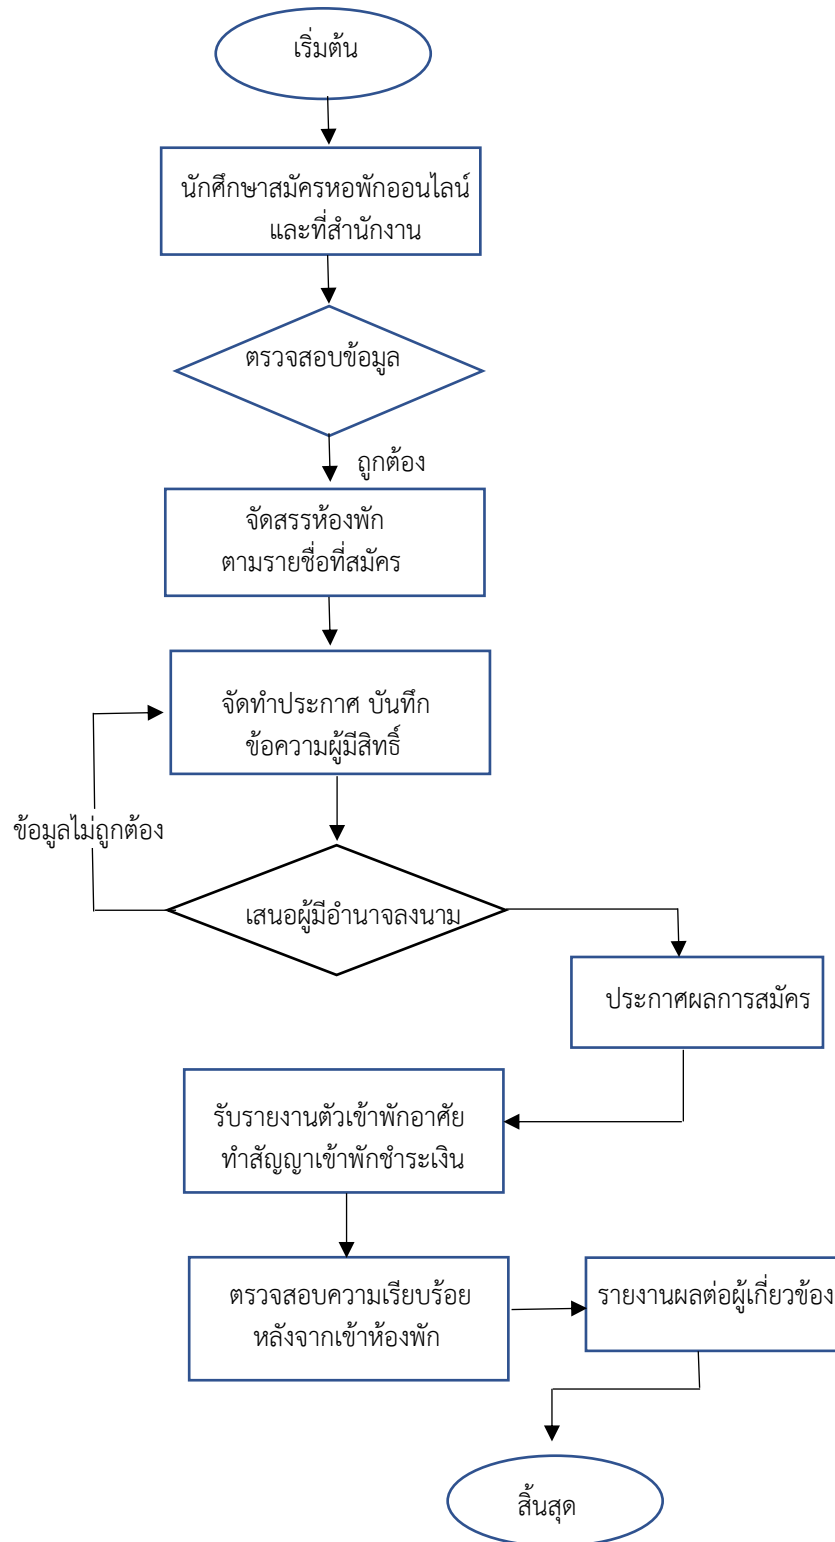 เริ่มต้น
นักศึกษาสมัครหอพักออนไลน์
และที่สำนักงาน
ตรวจสอบข้อมูล
ถูกต้อง
จัดสรรห้องพัก
ตามรายชื่อที่สมัคร
จัดทำประกาศ บันทึก
ข้อความผู้มีสิทธิ์
ข้อมูลไม่ถูกต้อง
เสนอผู้มีอำนาจลงนาม
ประกาศผลการสมัคร
รับรายงานตัวเข้าพักอาศัย
ทำสัญญาเข้าพักชำระเงิน
ตรวจสอบความเรียบร้อย
หลังจากเข้าห้องพัก
รายงานผลต่อผู้เกี่ยวข้อง
สิ้นสุด